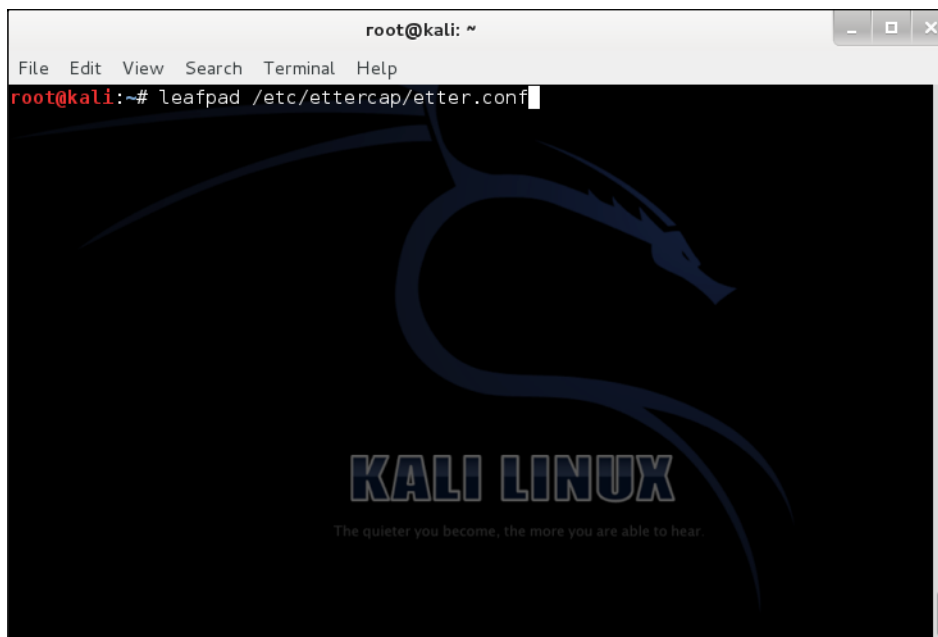 root@kali: ~
File Edit View Search Terminal Help
root@kali:~# leafpad /etc/ettercap/etter.conf
KALI LINUX
The quieter you become, the more you are able to hear.